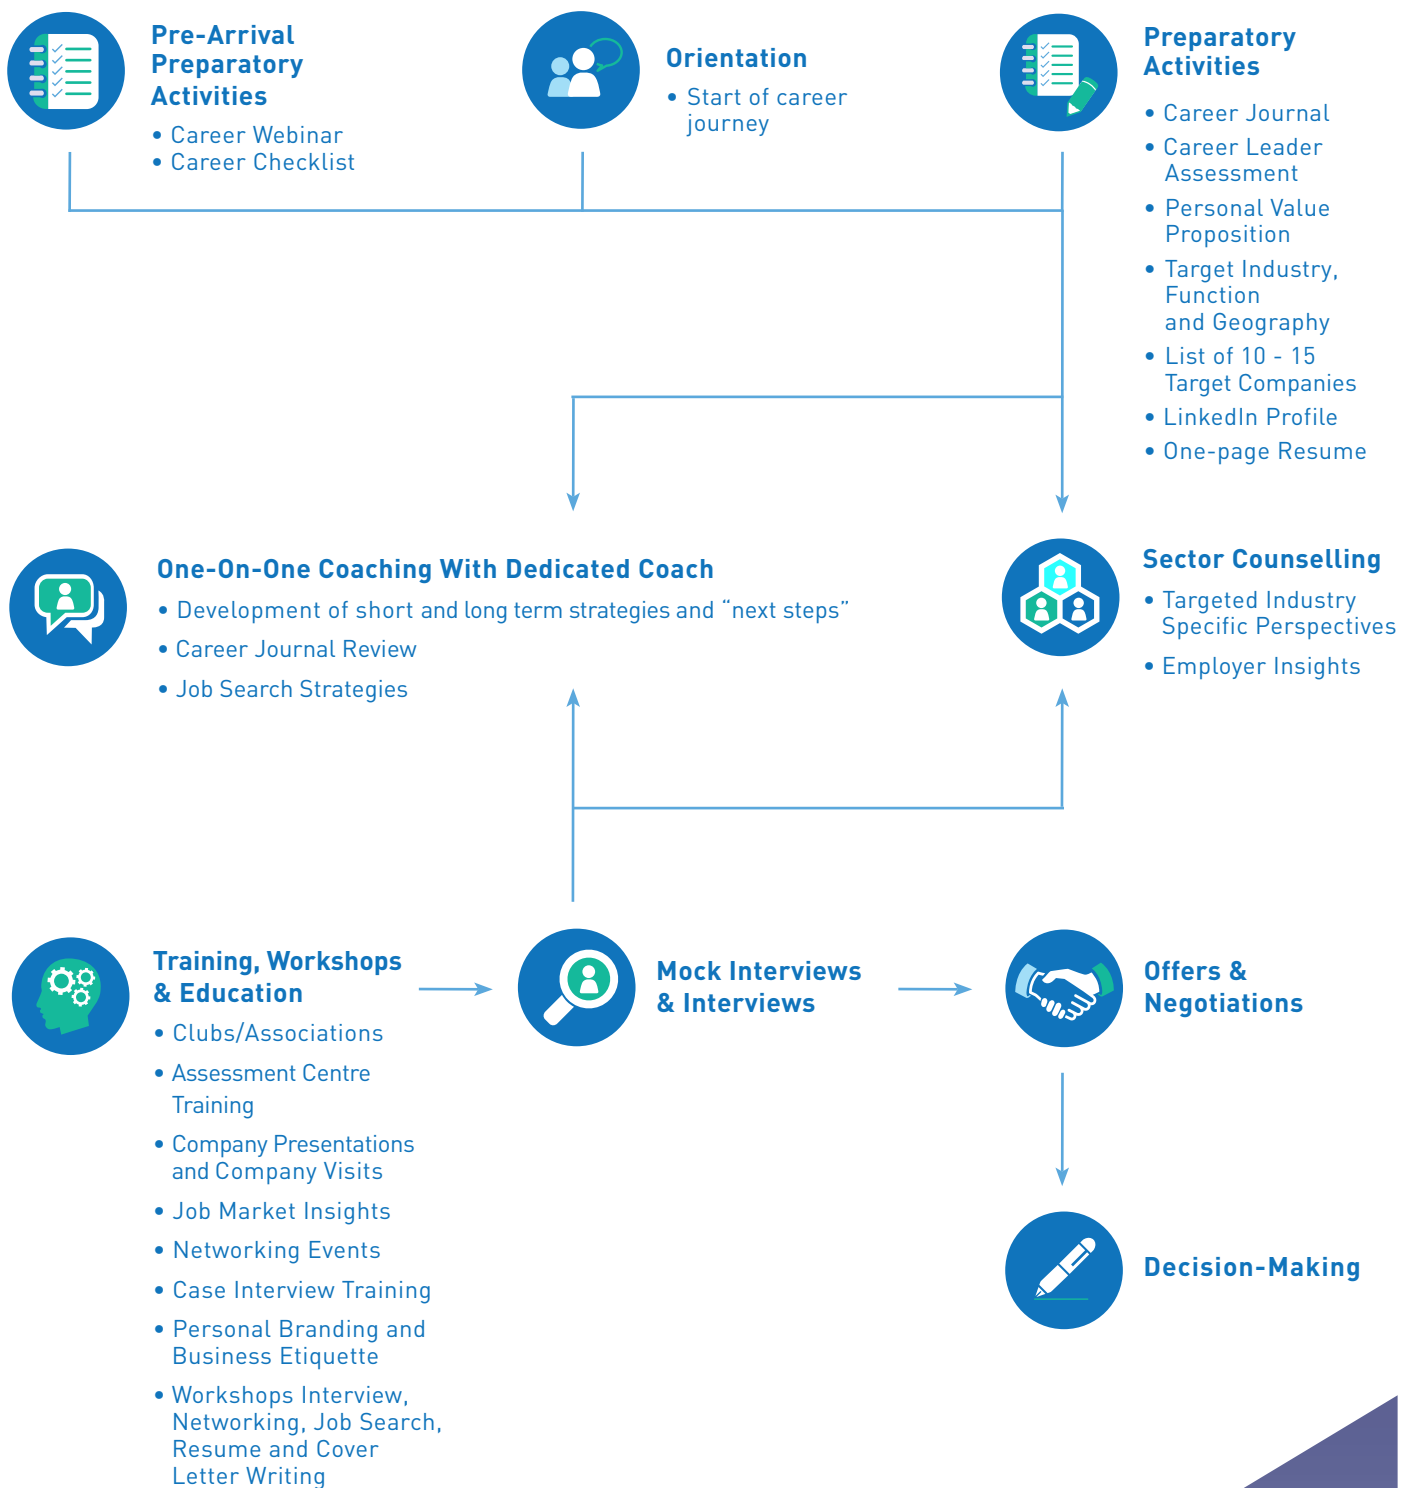 Pre-Arrival
Preparatory
Activities
• Career Webinar
• Career Checklist
Orientation
• Start of career
journey
Preparatory
Activities
• Career Journal
• Career Leader
Assessment
• Personal Value
Proposition
• Target Industry,
Function
and Geography
• List of 10 - 15
Target Companies
• LinkedIn Profile
• One-page Resume
One-On-One Coaching With Dedicated Coach
• Development of short and long term strategies and “next steps”
• Career Journal Review
• Job Search Strategies
Sector Counselling
• Targeted Industry
Specific Perspectives
• Employer Insights
Training, Workshops
& Education
• Clubs/Associations
• Assessment Centre
Training
• Company Presentations
and Company Visits
• Job Market Insights
• Networking Events
• Case Interview Training
• Personal Branding and
Business Etiquette
• Workshops Interview,
Networking, Job Search,
Resume and Cover
Letter Writing
Mock Interviews
& Interviews
Offers &
Negotiations
Decision-Making